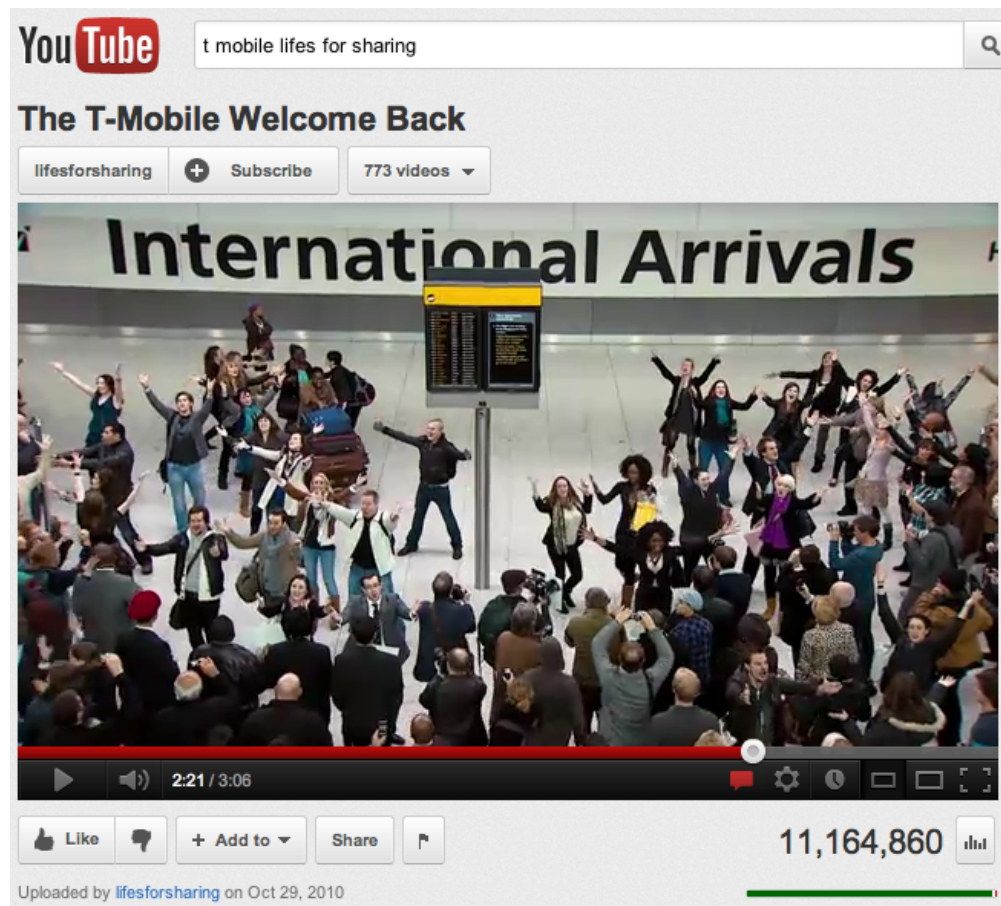 YouTube
t mobile lifes for sharing
The T-Mobile Welcome Back
lifesforsharing
Subscribe
773 videos
International Arrivals
2:21 / 3:06
Like
+ Add to
Share
11,164,860
Uploaded by lifesforsharing on Oct 29, 2010